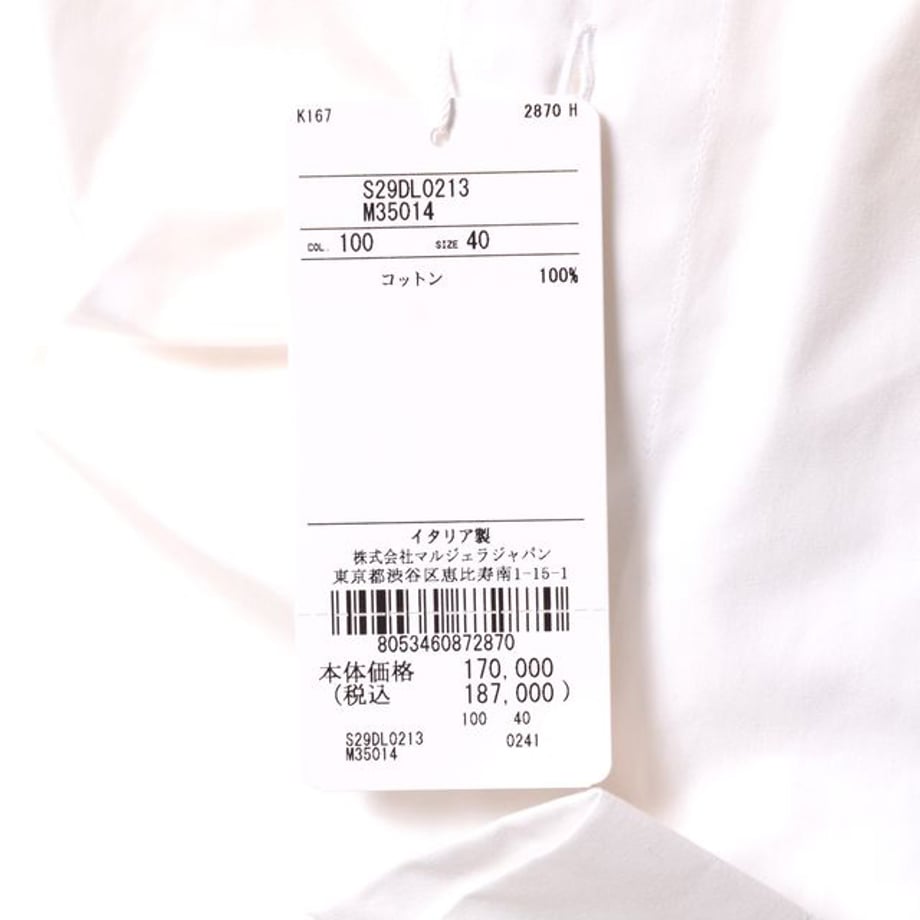 K167 2870 H
S29DL0213
M35014
COL. 100 SIZE 40
コットン 100%
イタリア製
株式会社マルジェラジャパン
東京都渋谷区恵比寿南1-15-1
8053460872870
本体価格 170,000
(税込 187,000)
100 40
S29DL0213 0241
M35014